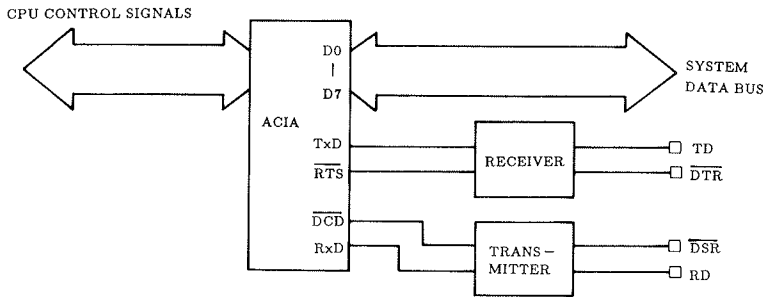 CPU CONTROL SIGNALS
D0
D7
SYSTEM
DATA BUS
ACIA
TxD
RECEIVER
TD
RTS
DTR
DCD
RxD
TRANS-
MITTER
DSR
RD